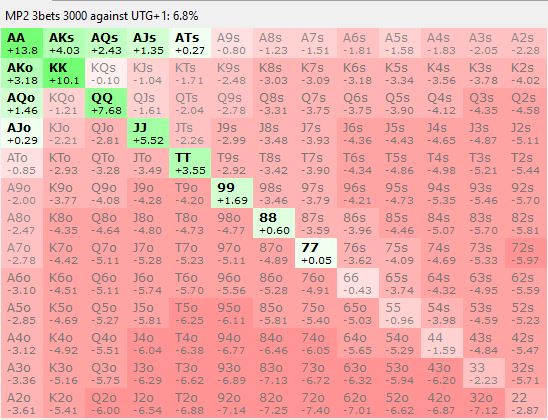 MP2 3bets 3000 against UTG+1: 6.8%
AA AKs AQs AJs ATs A9s A8s A7s A6s A5s A4s A3s A2s
+13.8 +4.03 +2.43 +1.35 +0.27 -0.80 -1.23 -1.51 -1.81 -1.58 -1.83 -2.05 -2.28
AKo KK KQs KJs KTs K9s K8s K7s K6s K5s K4s K3s K2s
+3.18 +10.1 -0.10 -1.04 -1.71 -2.48 -3.03 -3.09 -3.18 -3.34 -3.56 -3.78 -4.02
AQo KQo QQ QJs QTs Q9s Q8s Q7s Q6s Q5s Q4s Q3s Q2s
+1.46 -1.21 +7.68 -1.61 -2.04 -2.78 -3.31 -3.75 -3.75 -3.90 -4.12 -4.35 -4.58
AJo KJo QJo JJ JTs J9s J8s J7s J6s J5s J4s J3s J2s
+0.29 -2.21 -2.81 +5.52 -2.26 -2.99 -3.48 -3.93 -4.36 -4.43 -4.65 -4.87 -5.11
ATo KTo QTo JTo TT T9s T8s T7s T6s T5s T4s T3s T2s
-0.85 -2.93 -3.28 -3.49 +3.55 -2.92 -3.42 -3.90 -4.34 -4.86 -4.98 -5.21 -5.44
A9o K9o Q9o J9o T9o 99 98s 97s 96s 95s 94s 93s 92s
-2.00 -3.77 -4.08 -4.28 -4.20 +1.69 -3.46 -3.79 -4.21 -4.73 -5.35 -5.46 -5.70
A8o K8o Q8o J8o T8o 98o 88 87s 86s 85s 84s 83s 82s
-2.47 -4.35 -4.64 -4.80 -4.73 -4.77 +0.60 -3.59 -3.96 -4.46 -5.07 -5.70 -5.81
A7o K7o Q7o J7o T7o 97o 87o 77 76s 75s 74s 73s 72s
-2.78 -4.42 -5.11 -5.28 -5.23 -5.11 -4.89 +0.05 -3.62 -4.09 -4.69 -5.33 -5.97
A6o K6o Q6o J6o T6o 96o 86o 76o 66 65s 64s 63s 62s
-3.10 -4.51 -5.11 -5.74 -5.70 -5.56 -5.28 -4.91 -0.43 -3.74 -4.32 -4.95 -5.59
A5o K5o Q5o J5o T5o 95o 85o 75o 65o 55 54s 53s 52s
-2.85 -4.69 -5.27 -5.81 -6.25 -6.11 -5.81 -5.40 -5.03 -0.96 -3.98 -4.59 -5.23
A4o K4o Q4o J4o T4o 94o 84o 74o 64o 54o 44 43s 42s
-3.12 -4.92 -5.51 -6.04 -6.38 -6.77 -6.46 -6.05 -5.65 -5.29 -1.59 -4.84 -5.47
A3o K3o Q3o J3o T3o 93o 83o 73o 63o 53o 43o 33 32s
-3.36 -5.16 -5.75 -6.29 -6.62 -6.89 -7.13 -6.72 -6.32 -5.94 -6.20 -2.23 -5.71
A2o K2o Q2o J2o T2o 92o 82o 72o 62o 52o 42o 32o 22
-3.61 -5.41 -6.00 -6.54 -6.88 -7.14 -7.25 -7.40 -7.01 -6.62 -6.87 -7.12 -2.87